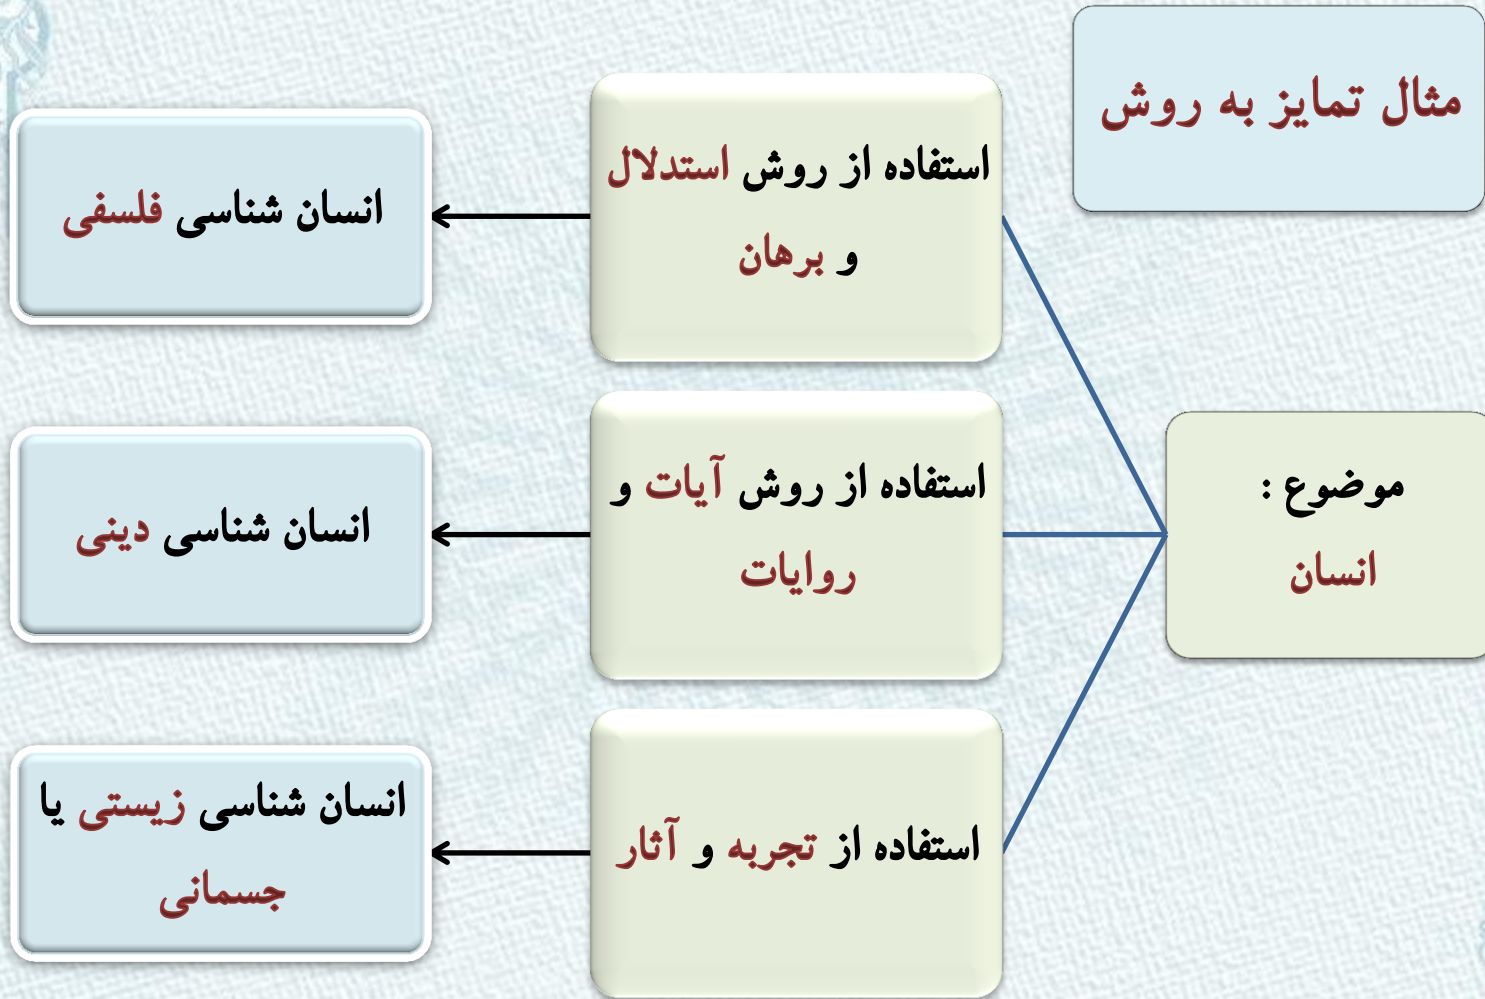 مثال تمایز به روش
موضوع :
انسان
استفاده از روش استدلال
و برهان
انسان شناسی فلسفی
استفاده از روش آیات و
روایات
انسان شناسی دینی
استفاده از تجربه و آثار
انسان شناسی زیستی یا
جسمانی